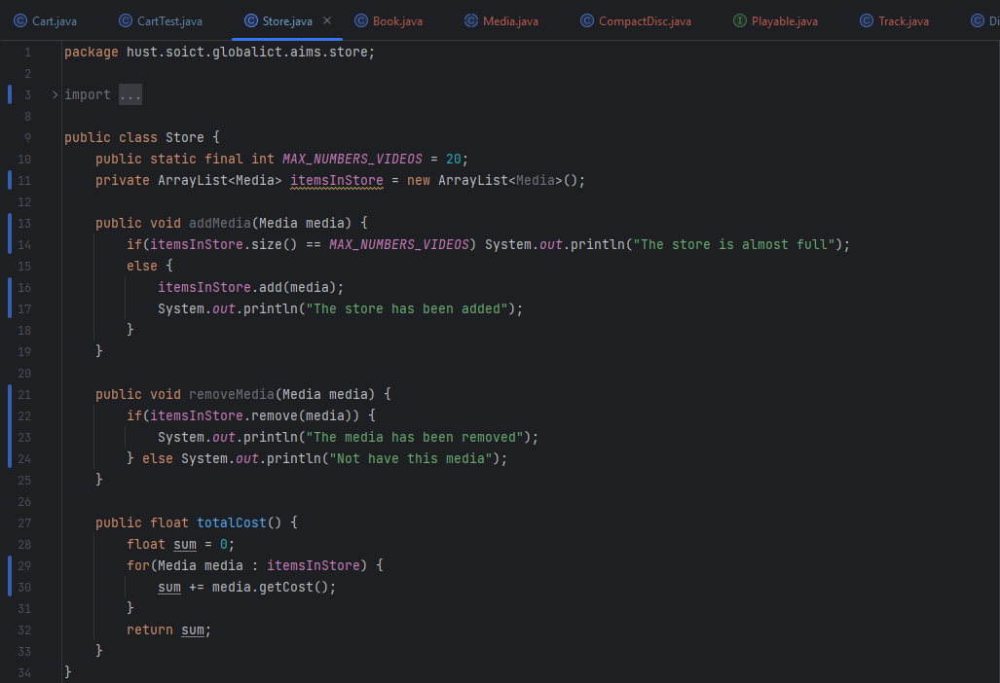 Cart.java CartTest.java Store.java Book.java Media.java CompactDisc.java Playable.java Track.java Di
1 package hust.soict.globalict.aims.store;
2
3 import ...
8
9 public class Store {
10 public static final int MAX_NUMBERS_VIDEOS = 20;
11 private ArrayList<Media> itemsInStore = new ArrayList<Media>();
12
13 public void addMedia(Media media) {
14 if(itemsInStore.size() == MAX_NUMBERS_VIDEOS) System.out.println("The store is almost full");
15 else {
16 itemsInStore.add(media);
17 System.out.println("The store has been added");
18 }
19 }
20
21 public void removeMedia(Media media) {
22 if(itemsInStore.remove(media)) {
23 System.out.println("The media has been removed");
24 } else System.out.println("Not have this media");
25 }
26
27 public float totalCost() {
28 float sum = 0;
29 for(Media media : itemsInStore) {
30 sum += media.getCost();
31 }
32 return sum;
33 }
34 }